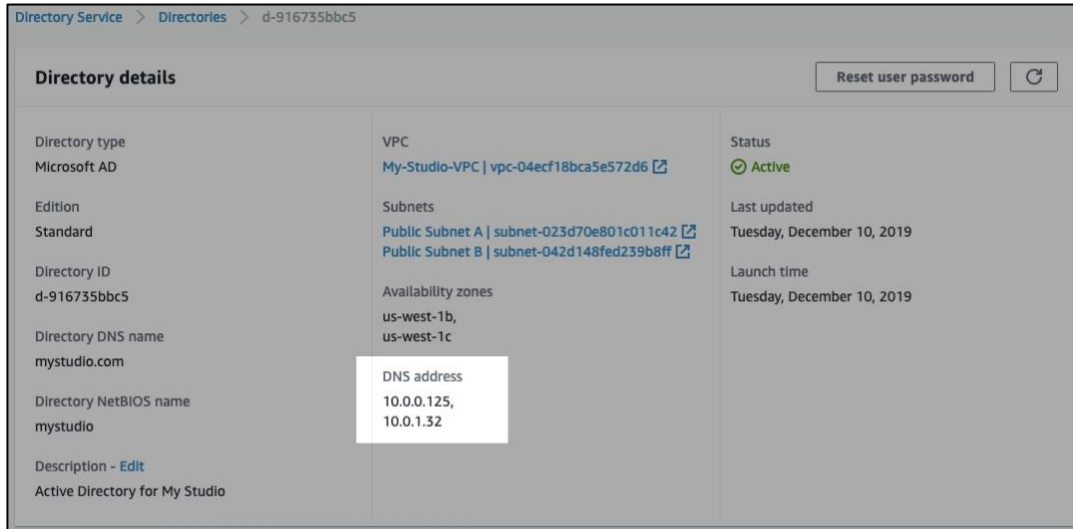 Directory Service > Directories > d-916735bbc5
Directory details
Reset user password
Directory type
Microsoft AD
Edition
Standard
Directory ID
d-916735bbc5
Directory DNS name
mystudio.com
Directory NetBIOS name
mystudio
Description - Edit
Active Directory for My Studio
VPC
My-Studio-VPC | vpc-04ecf18bca5e572d6
Subnets
Public Subnet A | subnet-023d70e801c011c42
Public Subnet B | subnet-042d148fed239b8ff
Availability zones
us-west-1b,
us-west-1c
DNS address
10.0.0.125,
10.0.1.32
Status
Active
Last updated
Tuesday, December 10, 2019
Launch time
Tuesday, December 10, 2019